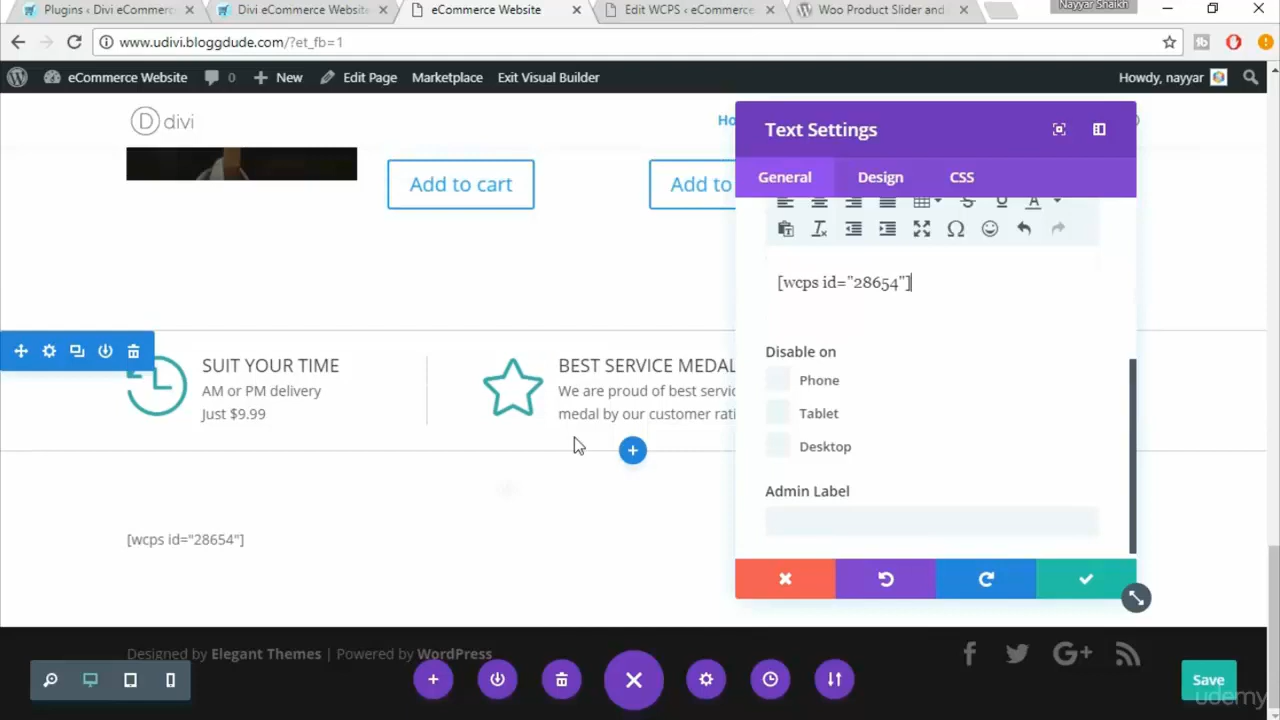 Plugins ‹ Divi eCommerc
Divi eCommerce Website
eCommerce Website
Edit WCPS ‹ eCommerce
Woo Product Slider and
Nayyar Shaikh
www.udivi.bloggdude.com/?et_fb=1
eCommerce Website
0
New
Edit Page
Marketplace
Exit Visual Builder
Howdy, nayyar
D divi
Ho
Text Settings
General
Design
CSS
Add to cart
Add to
[wcps id="28654"]
SUIT YOUR TIME
AM or PM delivery
Just $9.99
BEST SERVICE MEDAL
We are proud of best servic
medal by our customer rati
Disable on
Phone
Tablet
Desktop
Admin Label
[wcps id="28654"]
Designed by Elegant Themes | Powered by WordPress
Save
udemy